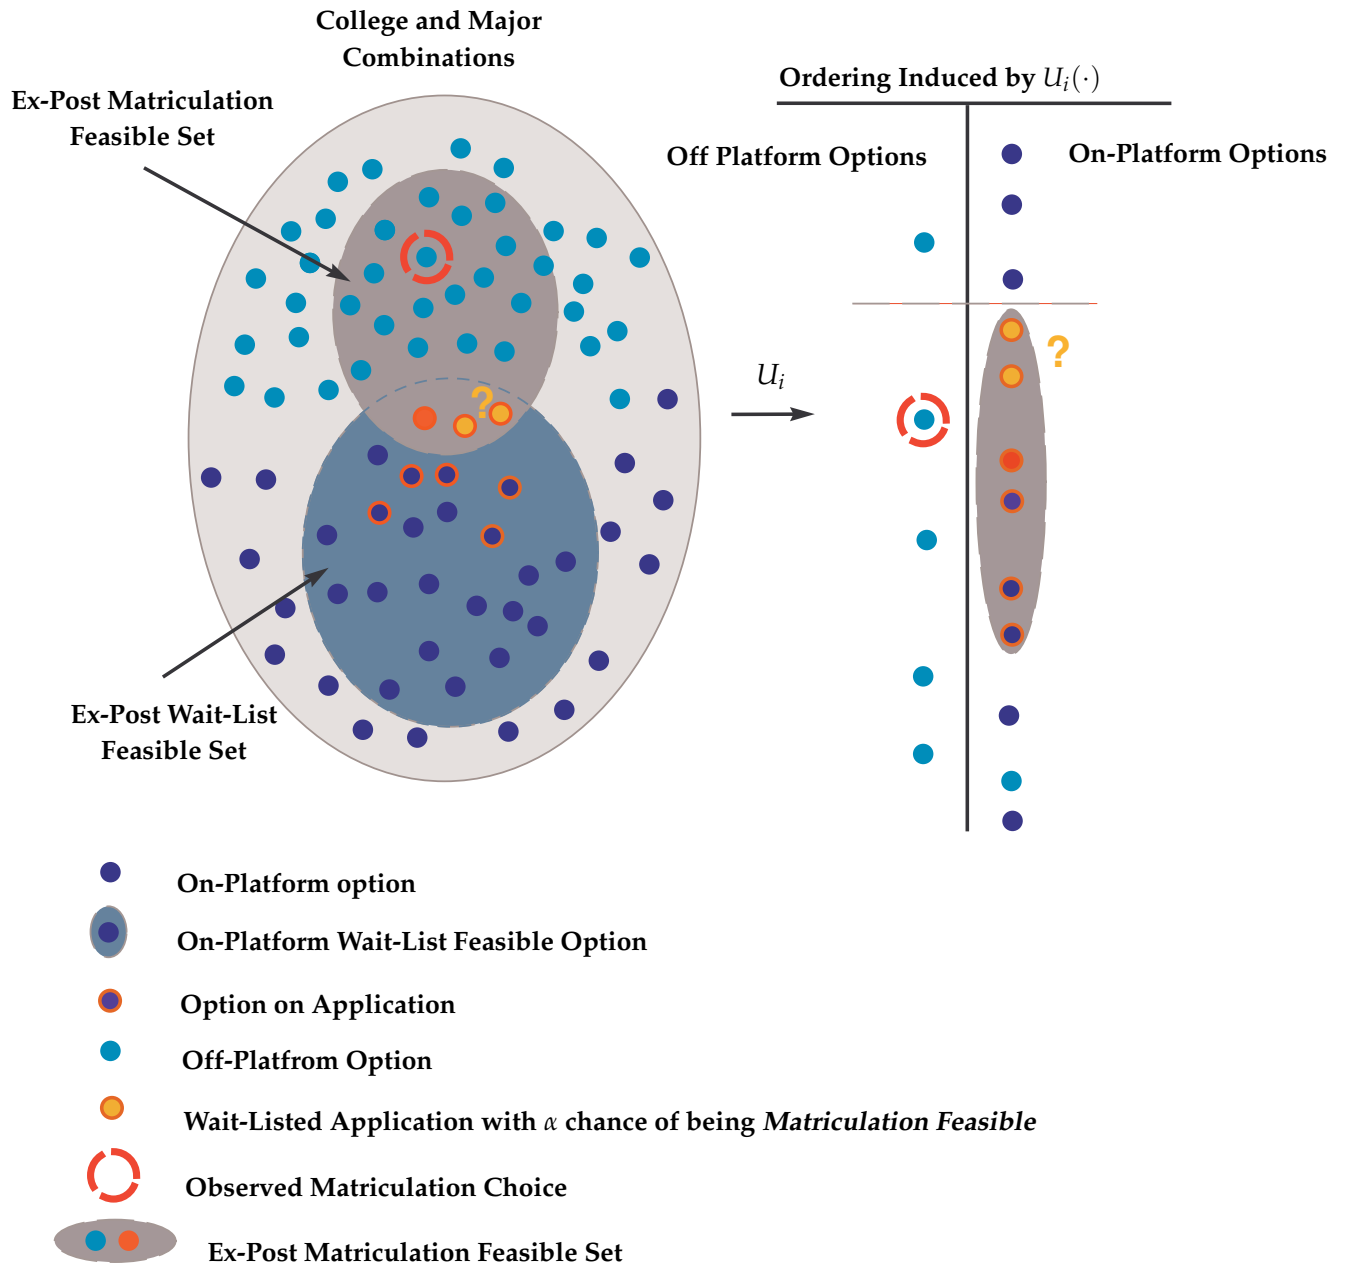 College and Major
Combinations
Ex-Post Matriculation
Feasible Set
Ordering Induced by Uᵢ(·)
Off Platform Options
On-Platform Options
?
?
Uᵢ
Ex-Post Wait-List
Feasible Set
On-Platform option
On-Platform Wait-List Feasible Option
Option on Application
Off-Platfrom Option
Wait-Listed Application with α chance of being Matriculation Feasible
Observed Matriculation Choice
Ex-Post Matriculation Feasible Set